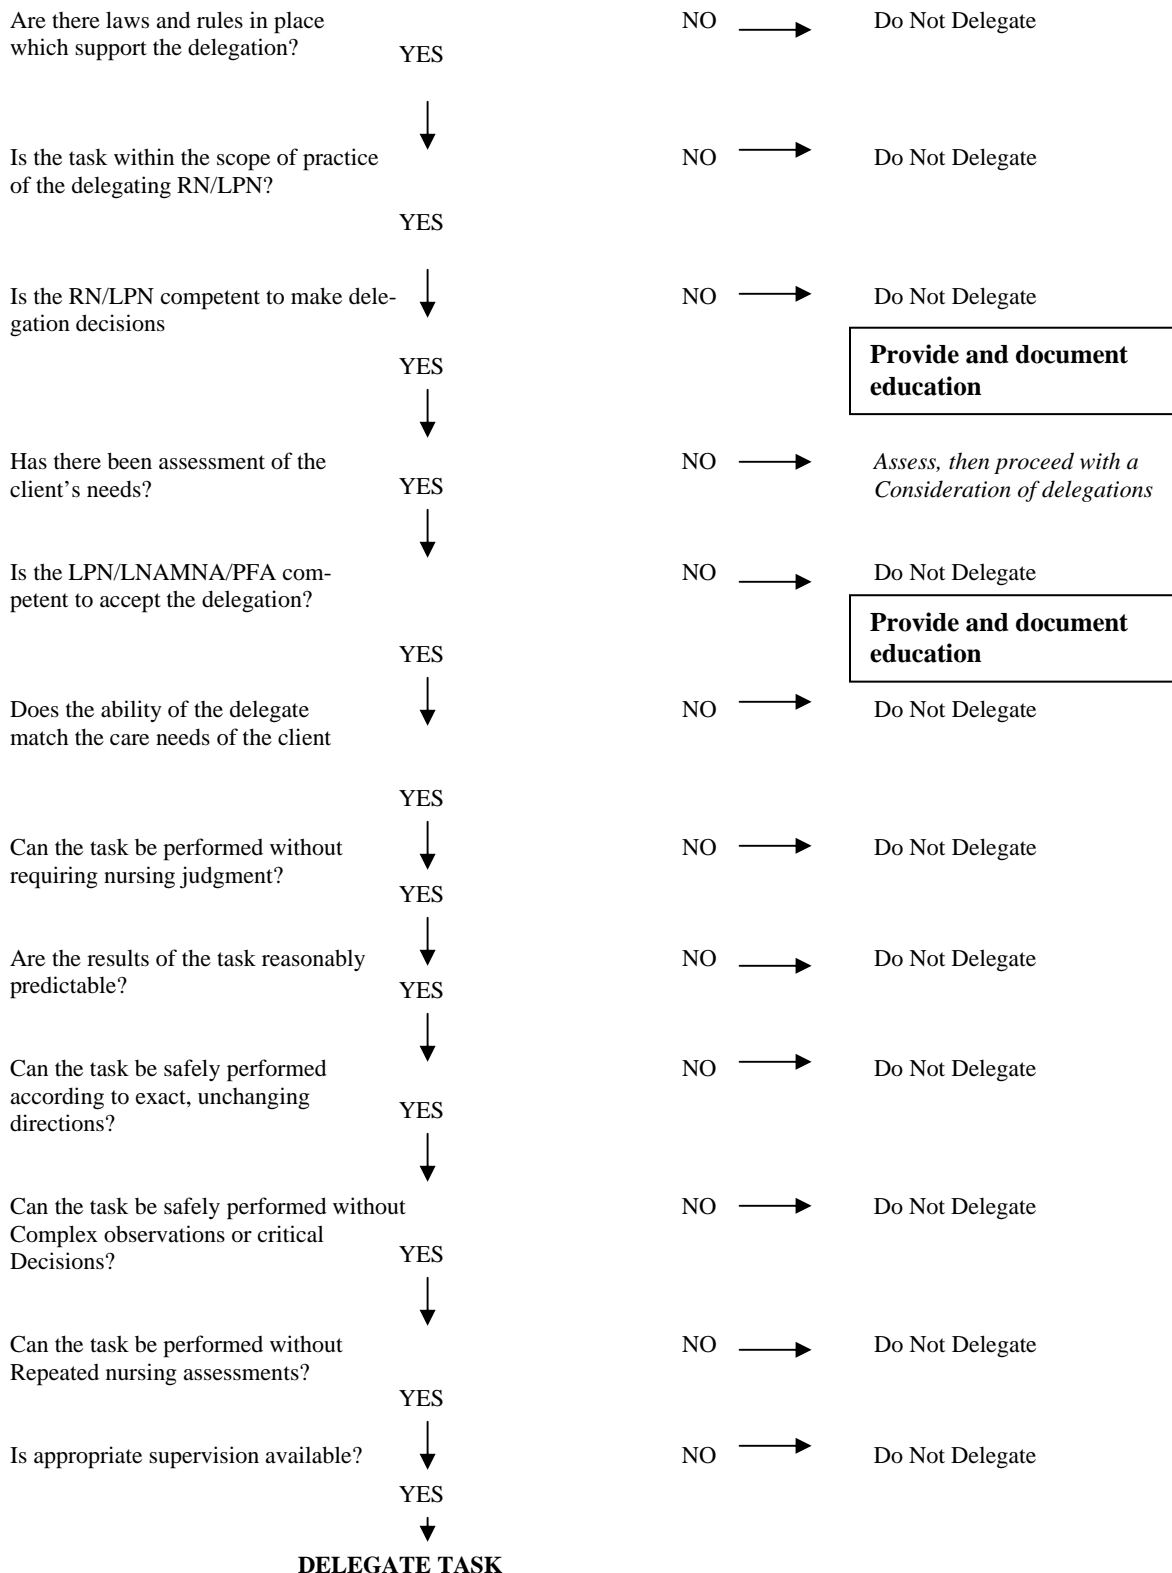 Are there laws and rules in place
which support the delegation?
YES
NO
Do Not Delegate
Is the task within the scope of practice
of the delegating RN/LPN?
YES
NO
Do Not Delegate
Is the RN/LPN competent to make dele-
gation decisions
YES
NO
Do Not Delegate
Provide and document
education
Has there been assessment of the
client’s needs?
YES
NO
Assess, then proceed with a
Consideration of delegations
Is the LPN/LNAMNA/PFA com-
petent to accept the delegation?
YES
NO
Do Not Delegate
Provide and document
education
Does the ability of the delegate
match the care needs of the client
YES
NO
Do Not Delegate
Can the task be performed without
requiring nursing judgment?
YES
NO
Do Not Delegate
Are the results of the task reasonably
predictable?
YES
NO
Do Not Delegate
Can the task be safely performed
according to exact, unchanging
directions?
YES
NO
Do Not Delegate
Can the task be safely performed without
Complex observations or critical
Decisions?
YES
NO
Do Not Delegate
Can the task be performed without
Repeated nursing assessments?
YES
NO
Do Not Delegate
Is appropriate supervision available?
YES
NO
Do Not Delegate
DELEGATE TASK